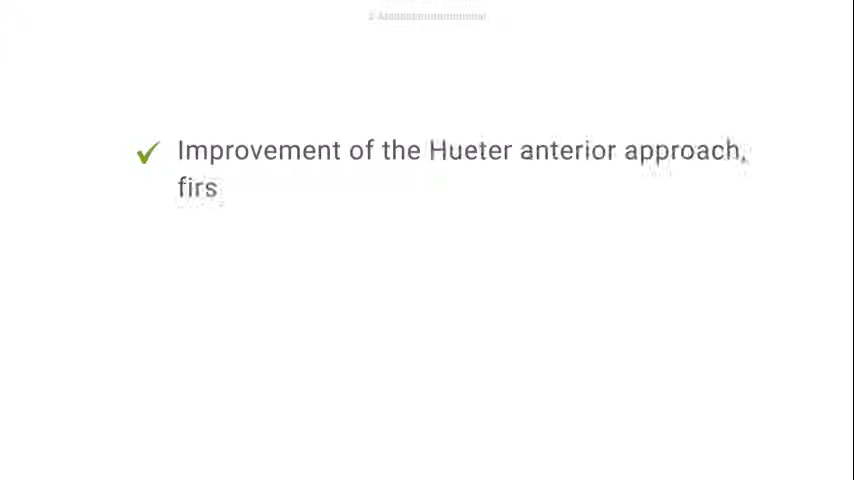 Improvement of the Hueter anterior approach,
firs